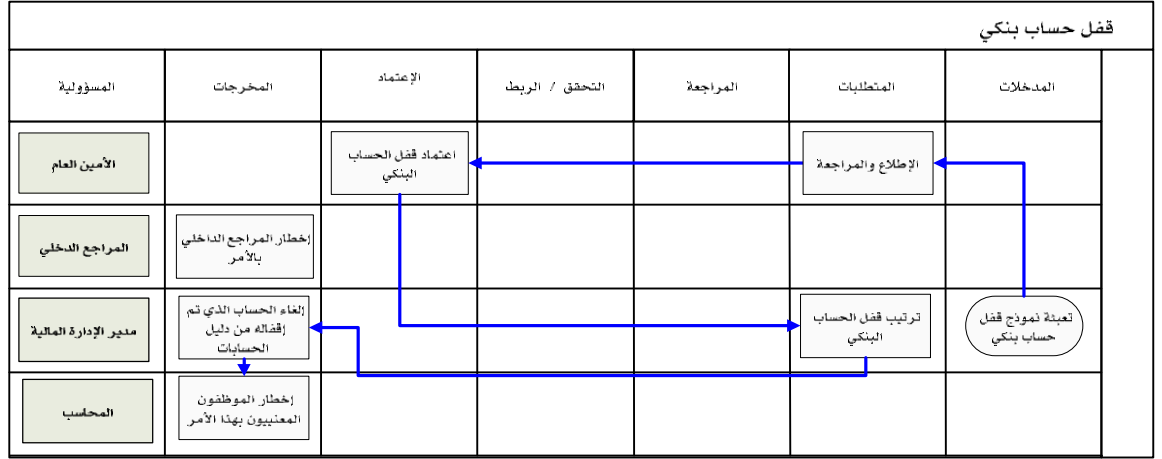 قفل حساب بنكي
المدخلات
المتطلبات
المراجعة
التحقق / الربط
الإعتماد
المخرجات
المسؤولية
الإطلاع والمراجعة
اعتماد قفل الحساب
البنكي
الأمين العام
إخطار المراجع الداخلي
بالأمر
المراجع الدخلي
تعبئة نموذج قفل
حساب بنكي
ترتيب قفل الحساب
البنكي
إلغاء الحساب الذي تم
إقفاله من دليل
الحسابات
مدير الإدارة المالية
إخطار الموظفون
المعنييون بهذا الأمر
المحاسب